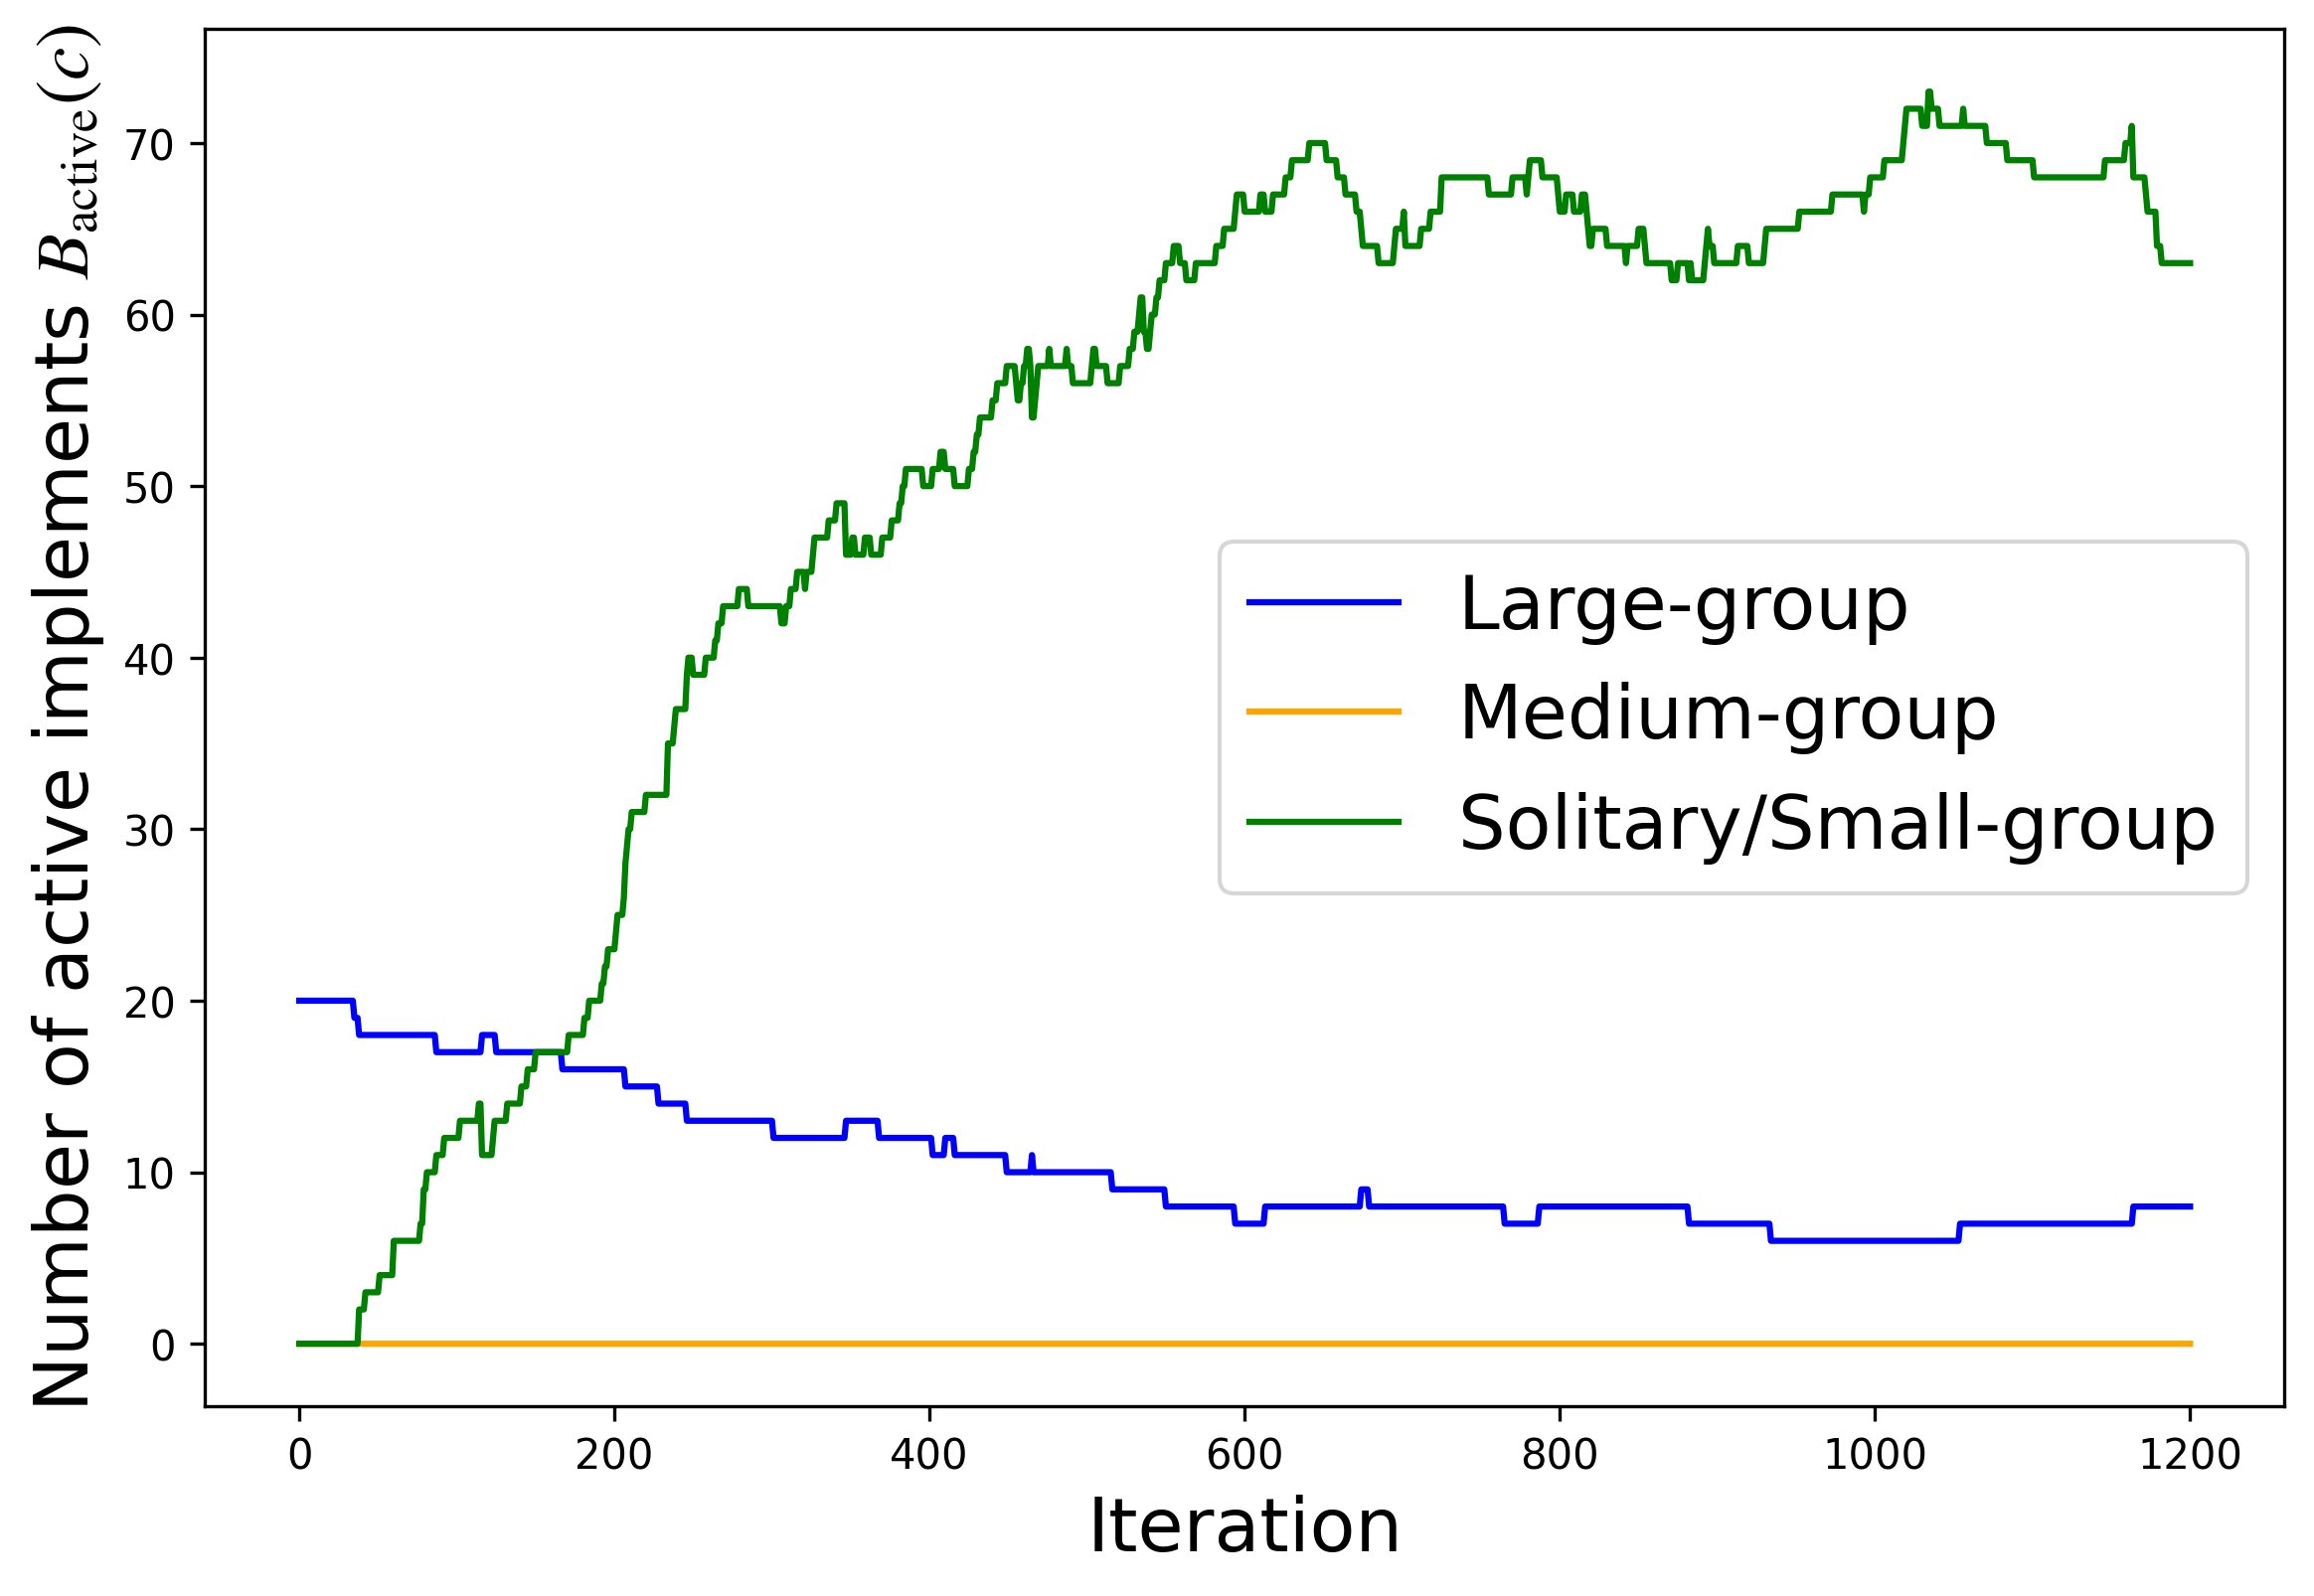 Number of active implements B_active(c)
70
60
50
40
30
20
10
0
Large-group
Medium-group
Solitary/Small-group
0 200 400 600 800 1000 1200
Iteration